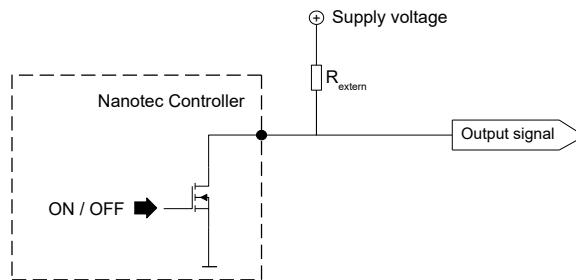 Supply voltage
R extern
Nanotec Controller
Output signal
ON / OFF